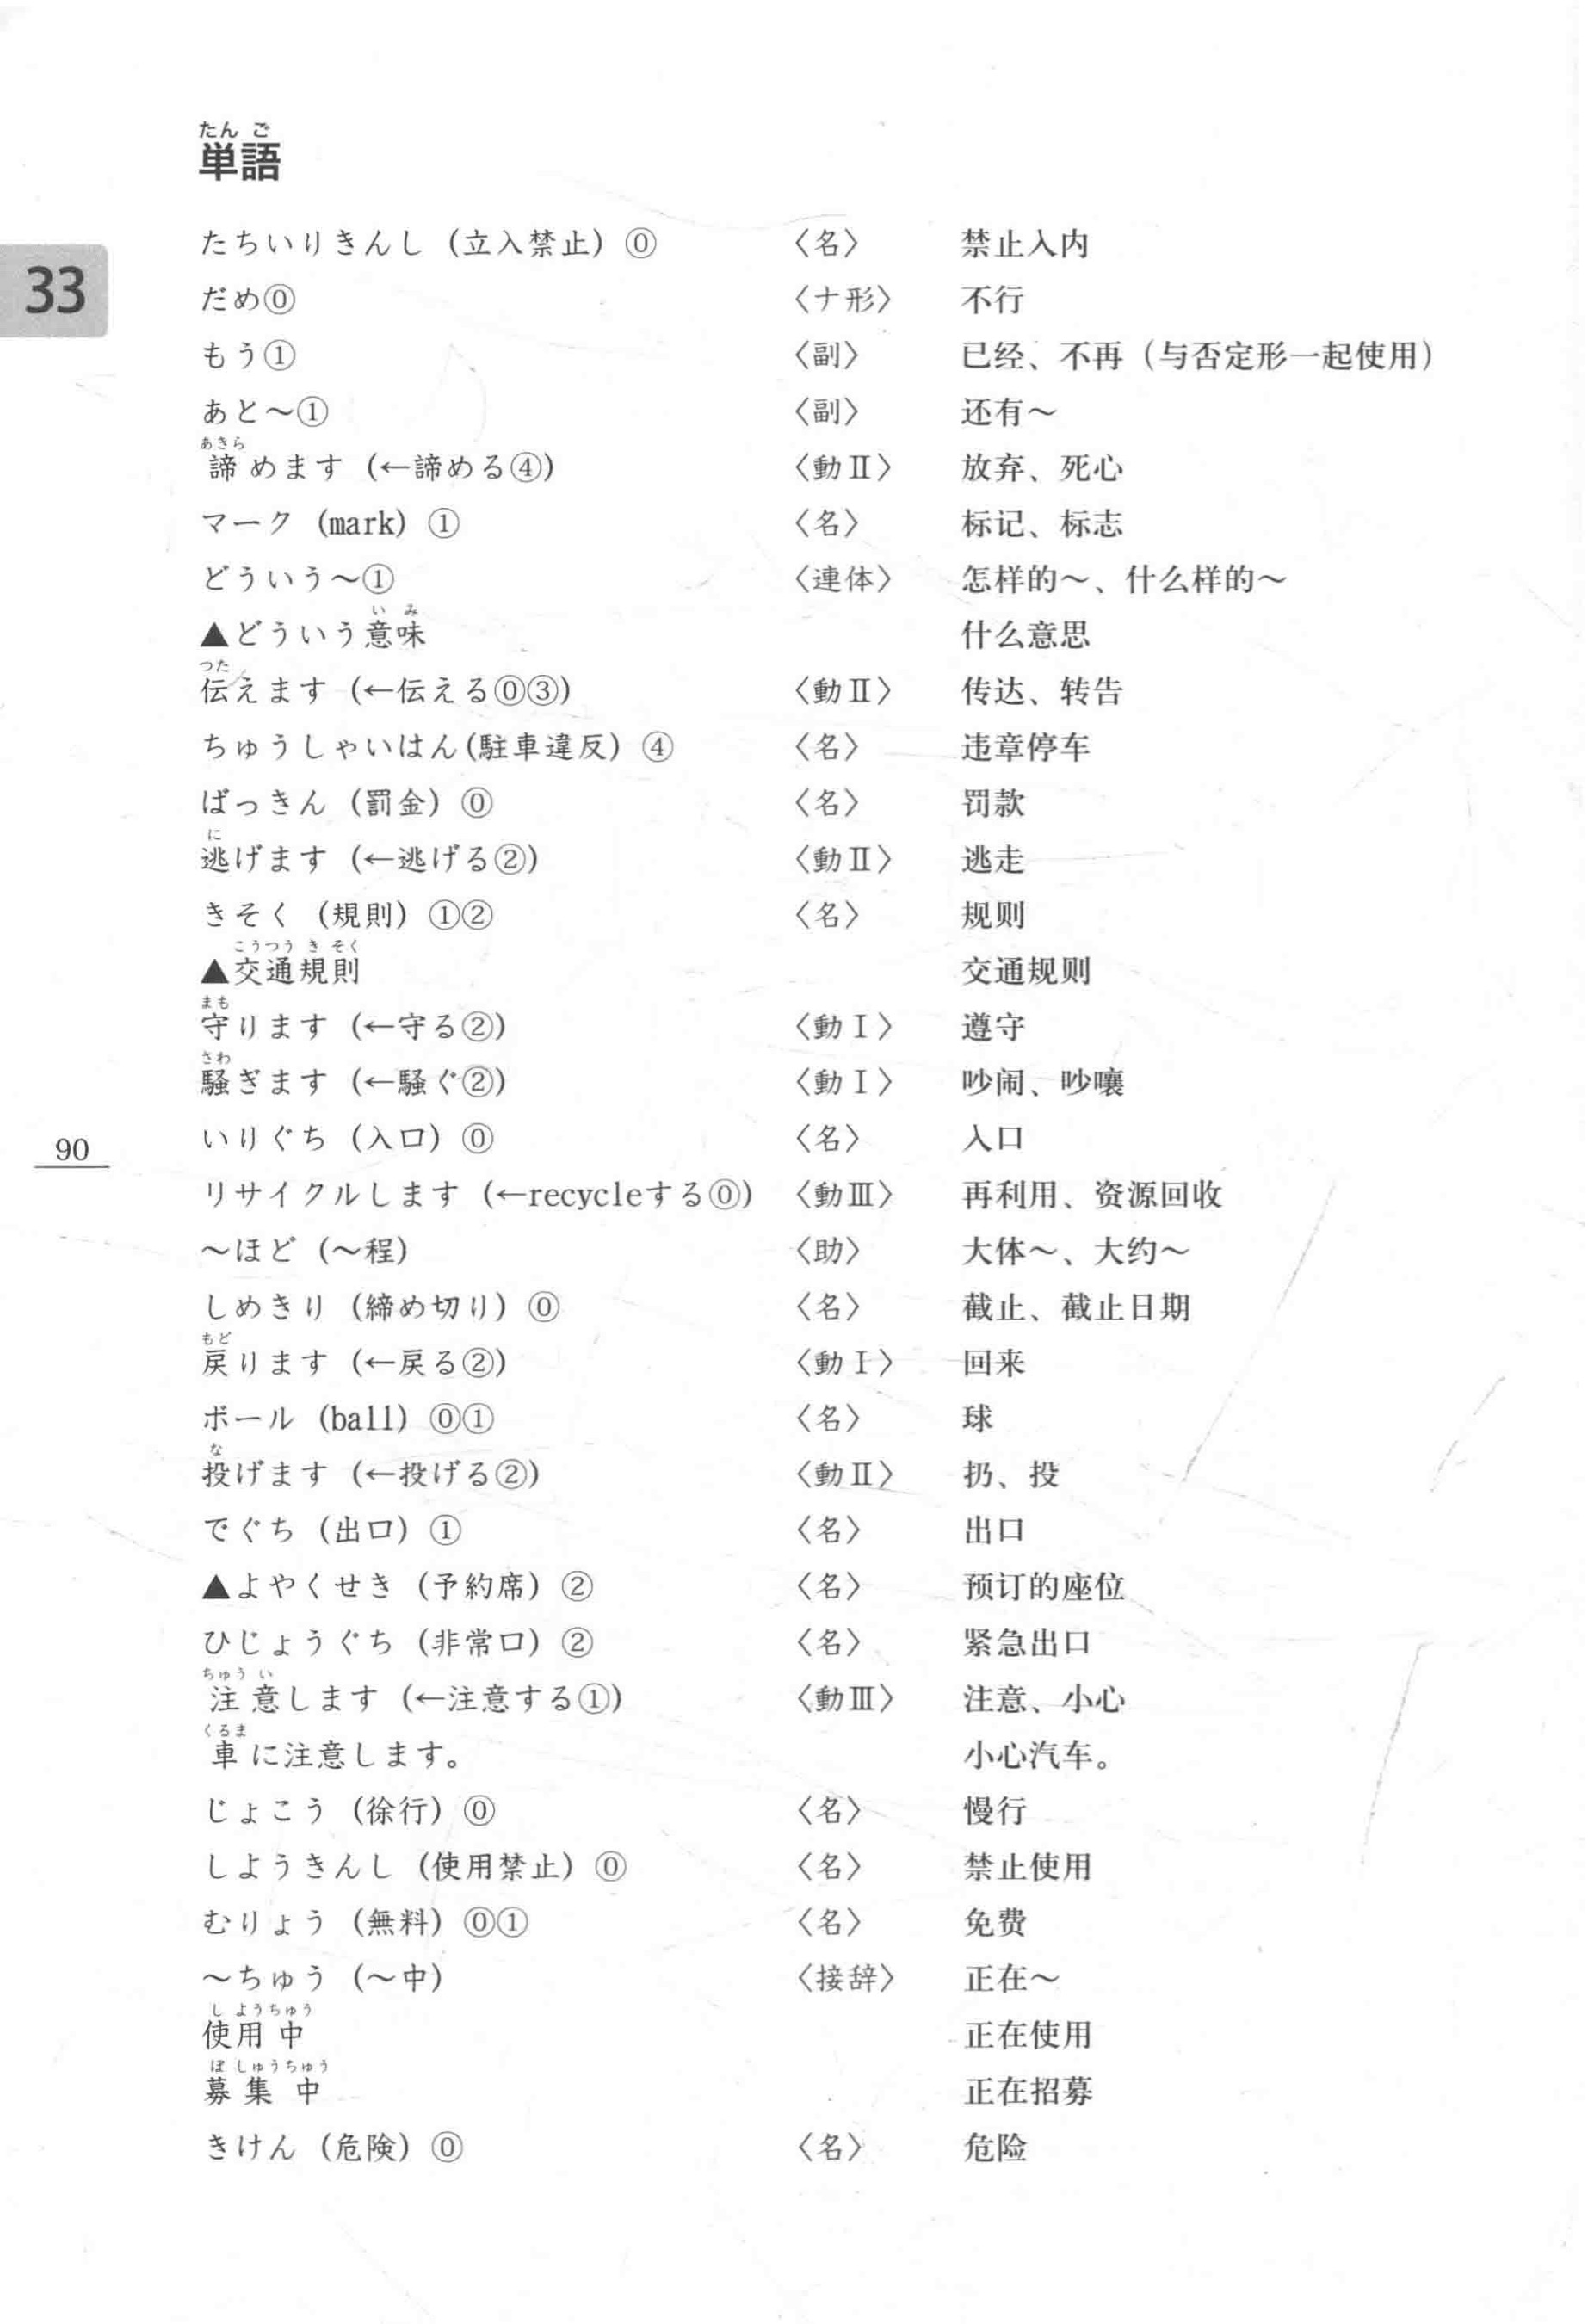 たん ご
単語
33
たちいりきんし（立入禁止）⓪ 〈名〉 禁止入内
だめ⓪ 〈ナ形〉 不行
もう① 〈副〉 已经、不再（与否定形一起使用）
あと～① 〈副〉 还有～
あきら
諦めます（←諦める④） 〈動Ⅱ〉 放弃、死心
マーク（mark）① 〈名〉 标记、标志
どういう～① 〈連体〉 怎样的～、什么样的～
い み
▲どういう意味 什么意思
つた
伝えます（←伝える⓪③） 〈動Ⅱ〉 传达、转告
ちゅうしゃいはん(駐車違反）④ 〈名〉 违章停车
ばっきん（罰金）⓪ 〈名〉 罚款
に
逃げます（←逃げる②） 〈動Ⅱ〉 逃走
きそく（規則）①② 〈名〉 规则
こうつう き そく
▲交通規則 交通规则
まも
守ります（←守る②） 〈動Ⅰ〉 遵守
さわ
騒ぎます（←騒ぐ②） 〈動Ⅰ〉 吵闹、吵嚷
いりぐち（入口）⓪ 〈名〉 入口
90
リサイクルします（←recycleする⓪） 〈動Ⅲ〉 再利用、资源回收
～ほど（～程） 〈助〉 大体～、大约～
しめきり（締め切り）⓪ 〈名〉 截止、截止日期
もど
戻ります（←戻る②） 〈動Ⅰ〉 回来
ボール（ball）⓪① 〈名〉 球
な
投げます（←投げる②） 〈動Ⅱ〉 扔、投
でぐち（出口）① 〈名〉 出口
▲よやくせき（予約席）② 〈名〉 预订的座位
ひじょうぐち（非常口）② 〈名〉 紧急出口
ちゅう い
注意します（←注意する①） 〈動Ⅲ〉 注意、小心
くるま
車に注意します。 小心汽车。
じょこう（徐行）⓪ 〈名〉 慢行
しようきんし（使用禁止）⓪ 〈名〉 禁止使用
むりょう（無料）⓪① 〈名〉 免费
～ちゅう（～中） 〈接辞〉 正在～
し ようちゅう
使用中 正在使用
ぼ しゅうちゅう
募集中 正在招募
きけん（危険）⓪ 〈名〉 危险